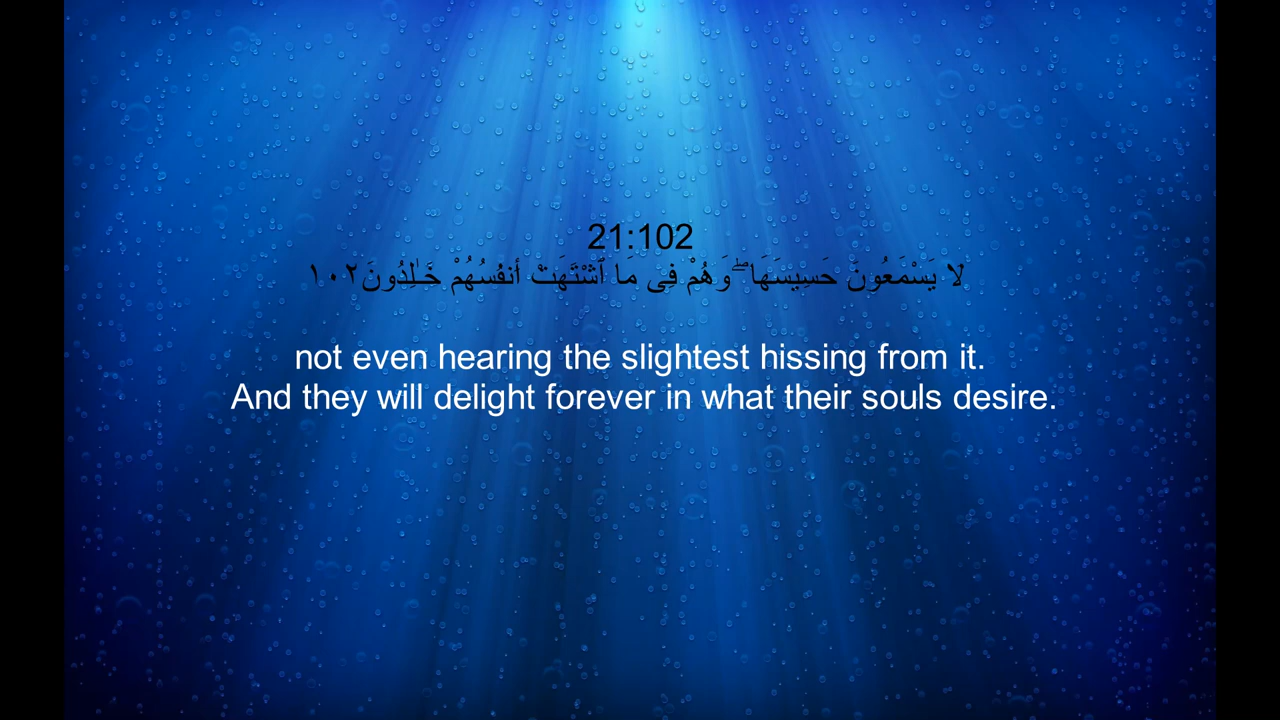 21:102
لا يَسْمَعُونَ حَسِيسَهَا ۖ وَهُمْ فِى مَا ٱشْتَهَتْ أَنفُسُهُمْ خَـٰلِدُونَ ١٠٢
not even hearing the slightest hissing from it.
And they will delight forever in what their souls desire.